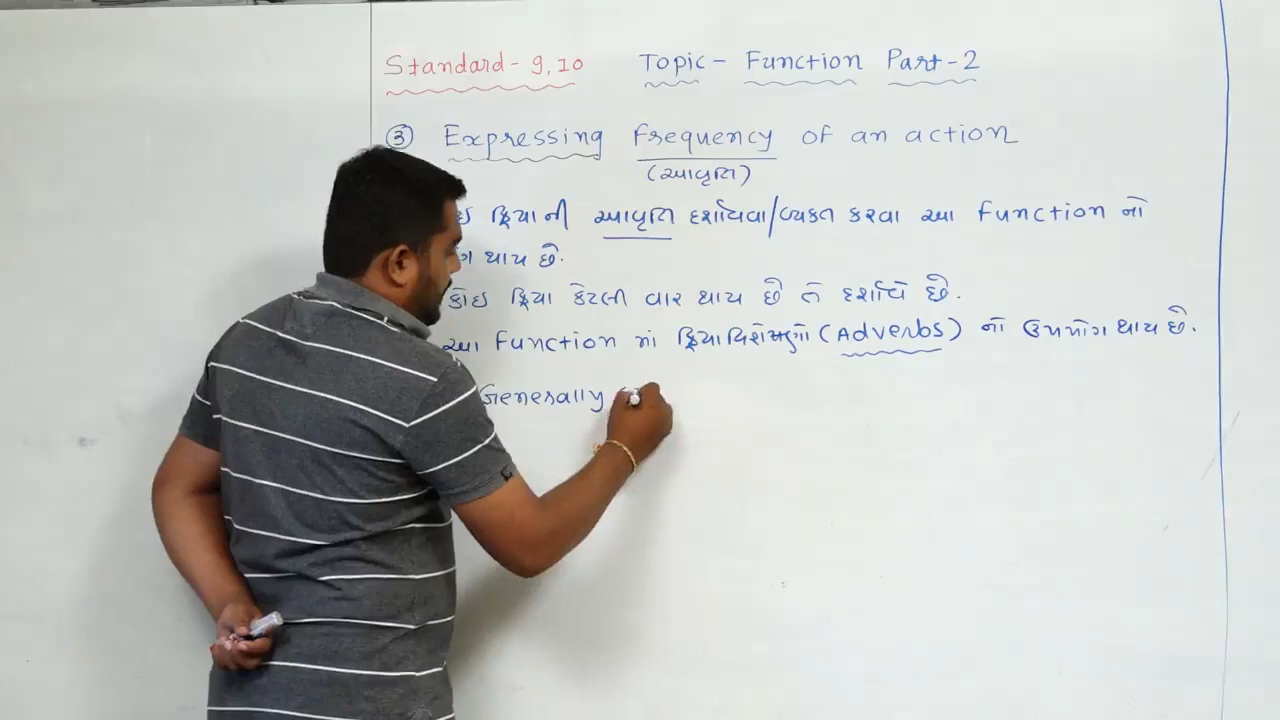 Standard - 9,10 Topic - Function Part - 2
③ Expressing Frequency of an action
(આવૃત્તિ)
ક્રિયા ની આવૃત્તિ દર્શાવવા/વ્યકત કરવા આ Function નો
થાય છે.
કોઇ ક્રિયા કેટલી વાર થાય છે તે દર્શાવે છે.
આ Function માં ક્રિયાવિશેષણો (Adverbs) નો ઉપયોગ થાય છે.
Generally